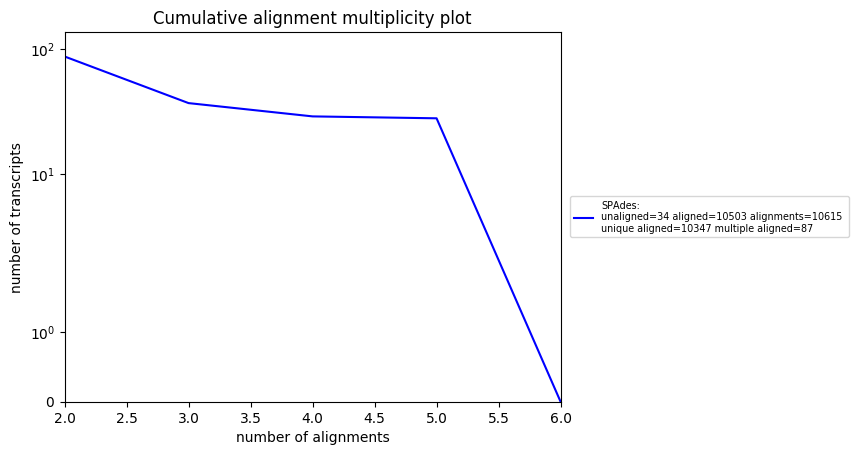 Cumulative alignment multiplicity plot
number of transcripts
10²
10¹
10⁰
0
2.0 2.5 3.0 3.5 4.0 4.5 5.0 5.5 6.0
number of alignments
SPAdes:
unaligned=34 aligned=10503 alignments=10615
unique aligned=10347 multiple aligned=87